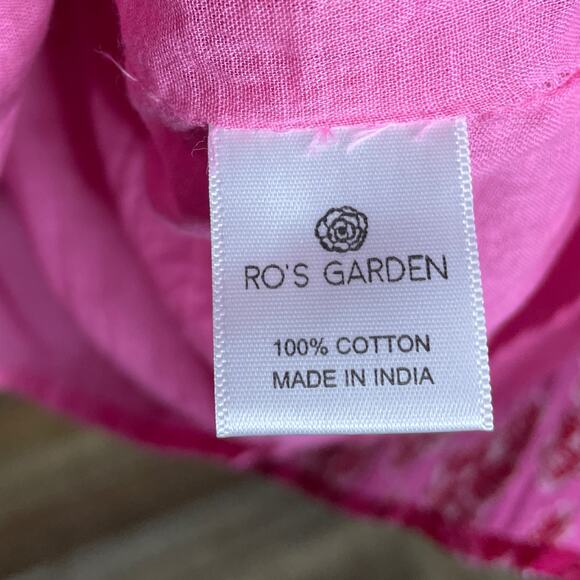 RO'S GARDEN
100% COTTON
MADE IN INDIA